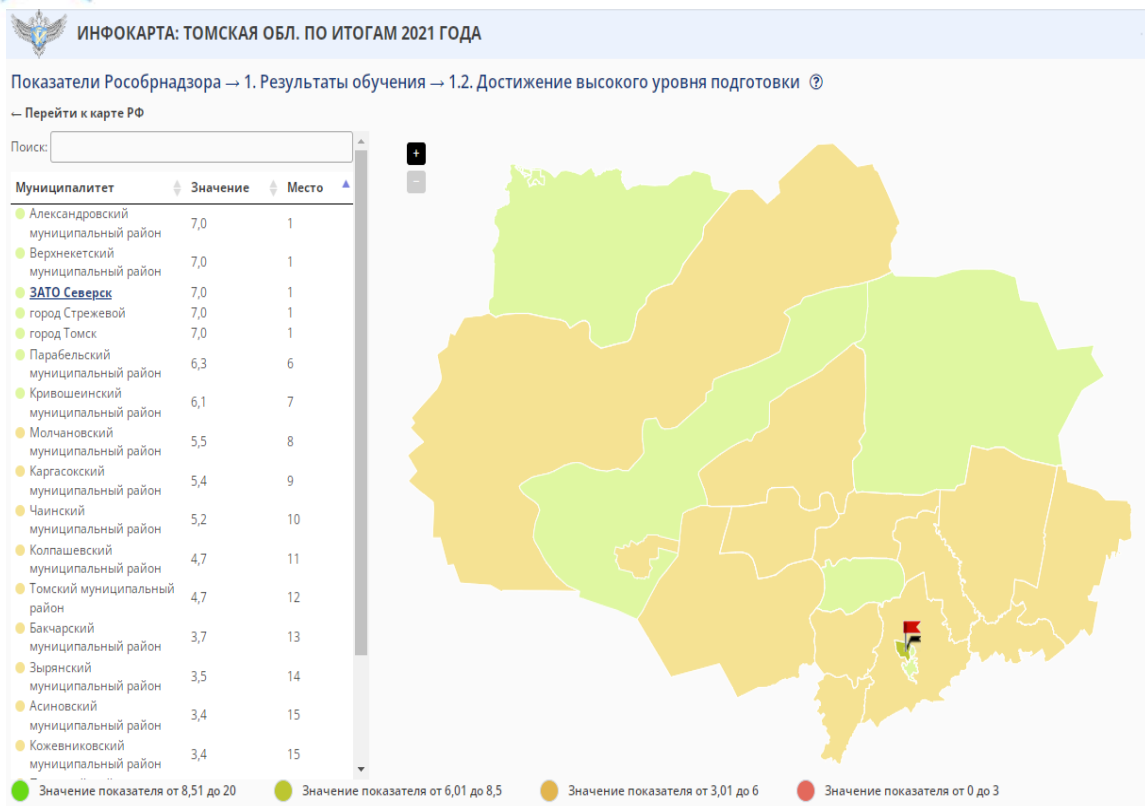 ИНФОКАРТА: ТОМСКАЯ ОБЛ. ПО ИТОГАМ 2021 ГОДА
Показатели Рособрнадзора → 1. Результаты обучения → 1.2. Достижение высокого уровня подготовки ?
← Перейти к карте РФ
Поиск:
+
−
Муниципалитет Значение Место
Александровский
муниципальный район 7,0 1
Верхнекетский
муниципальный район 7,0 1
ЗАТО Северск 7,0 1
город Стрежевой 7,0 1
город Томск 7,0 1
Парабельский
муниципальный район 6,3 6
Кривошеинский
муниципальный район 6,1 7
Молчановский
муниципальный район 5,5 8
Каргасокский
муниципальный район 5,4 9
Чаинский
муниципальный район 5,2 10
Колпашевский
муниципальный район 4,7 11
Томский муниципальный
район 4,7 12
Бакчарский
муниципальный район 3,7 13
Зырянский
муниципальный район 3,5 14
Асиновский
муниципальный район 3,4 15
Кожевниковский
муниципальный район 3,4 15
Значение показателя от 8,51 до 20 Значение показателя от 6,01 до 8,5 Значение показателя от 3,01 до 6 Значение показателя от 0 до 3